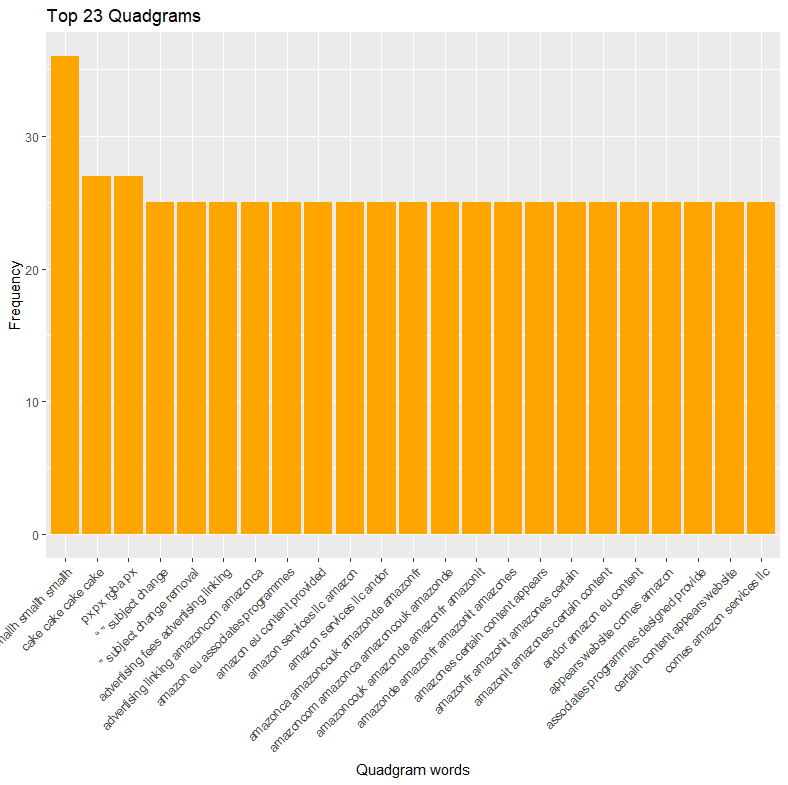 Top 23 Quadgrams
Frequency
30
20
10
0
smalh smalh smalh
cake cake cake cake
px px rgba px
“ ” subject change
” subject change removal
advertising fees advertising linking
advertising linking amazoncom amazonca
amazon eu associates programmes
amazon eu content provided
amazon services llc amazon
amazon services llc andor
amazonca amazoncouk amazonde amazonfr
amazoncom amazonca amazoncouk amazonde
amazoncouk amazonde amazonfr amazonit
amazonde amazonfr amazonit amazones
amazones certain content appears
amazonfr amazonit amazones certain
amazonit amazones certain content
andor amazon eu content
appears website comes amazon
associates programmes designed provide
certain content appears website
comes amazon services llc
Quadgram words